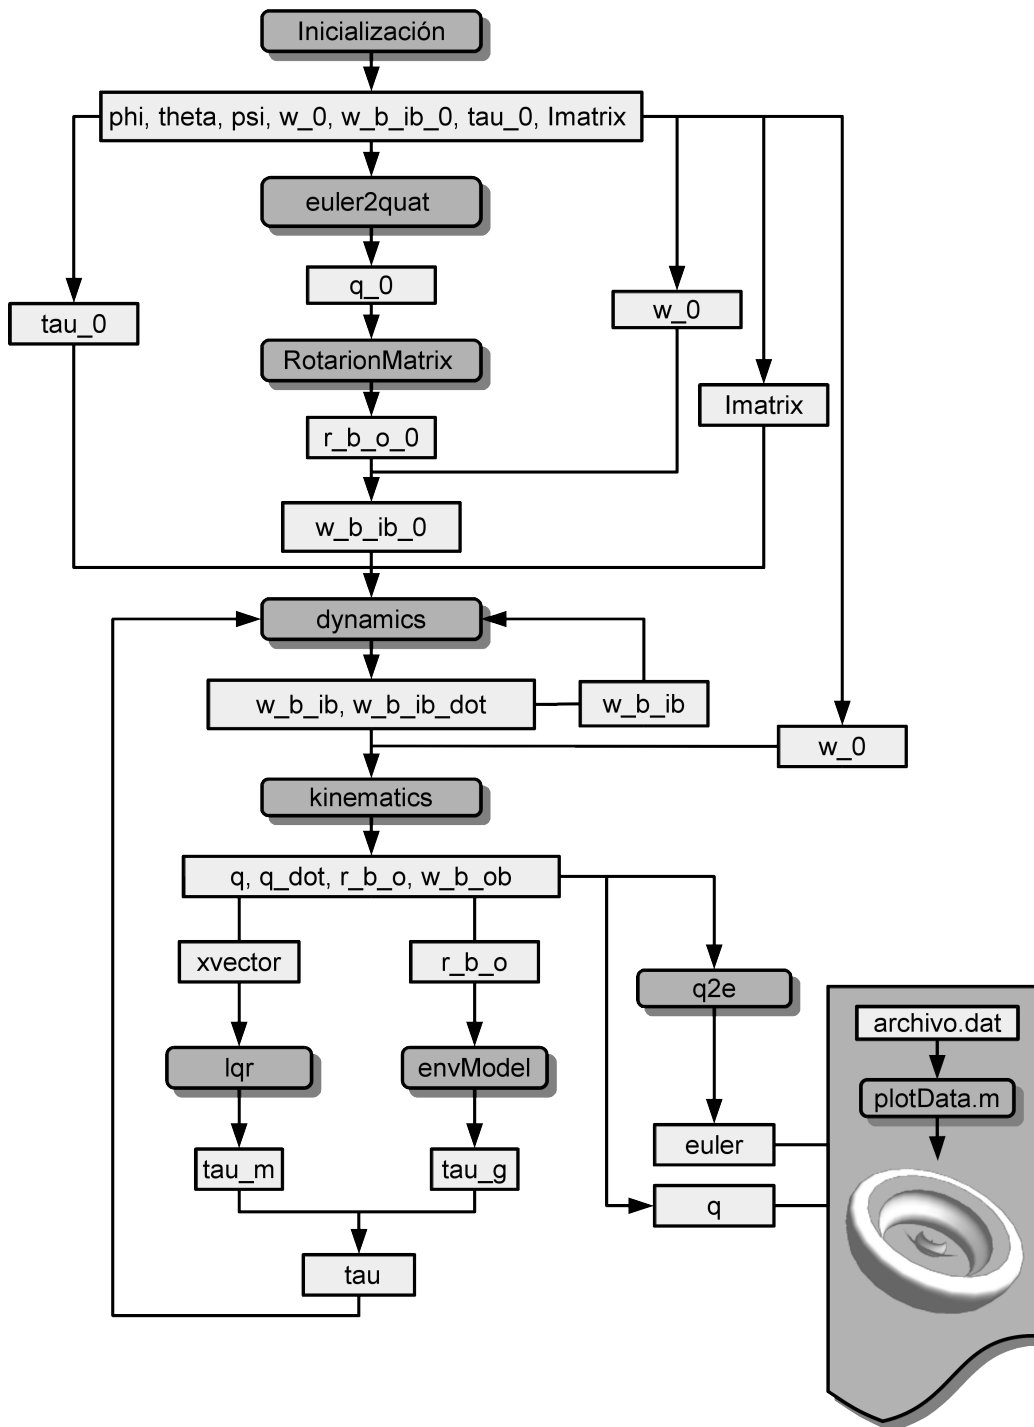 Inicialización
phi, theta, psi, w_0, w_b_ib_0, tau_0, Imatrix
euler2quat
q_0
tau_0
w_0
RotarionMatrix
Imatrix
r_b_o_0
w_b_ib_0
dynamics
w_b_ib, w_b_ib_dot
w_b_ib
w_0
kinematics
q, q_dot, r_b_o, w_b_ob
xvector
r_b_o
q2e
archivo.dat
lqr
envModel
plotData.m
euler
tau_m
tau_g
q
tau